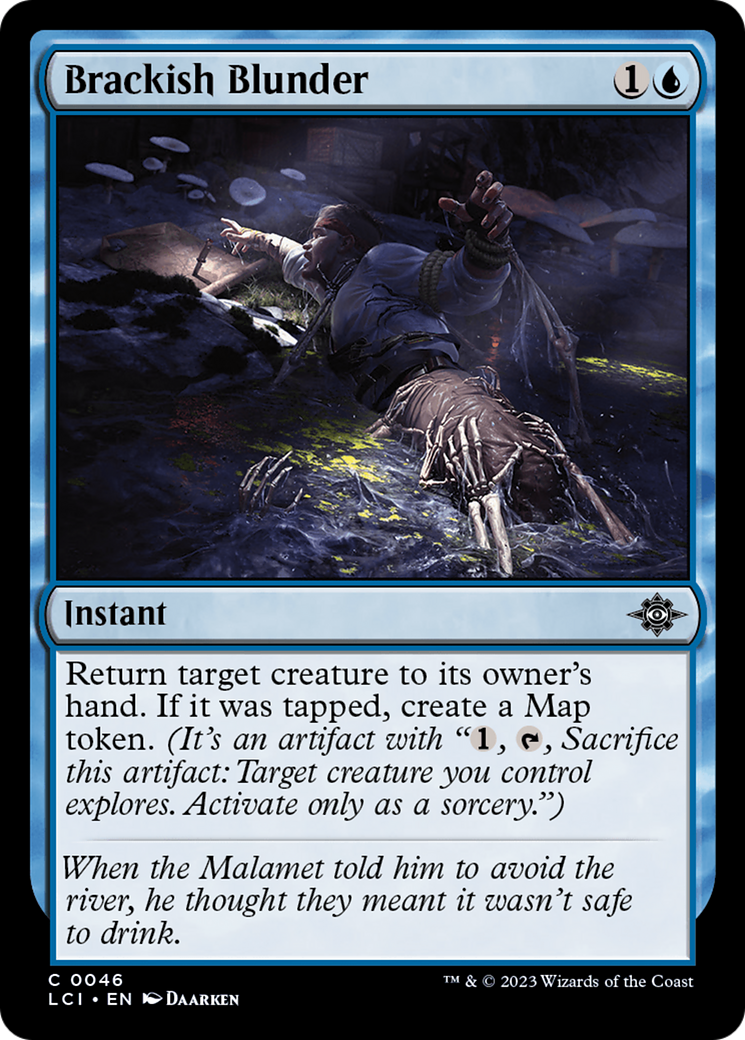 Brackish Blunder 1
Instant
Return target creature to its owner's
hand. If it was tapped, create a Map
token. (It's an artifact with “1, , Sacrifice
this artifact: Target creature you control
explores. Activate only as a sorcery.”)
When the Malamet told him to avoid the
river, he thought they meant it wasn't safe
to drink.
C 0046
LCI • EN Daarken
™ & © 2023 Wizards of the Coast